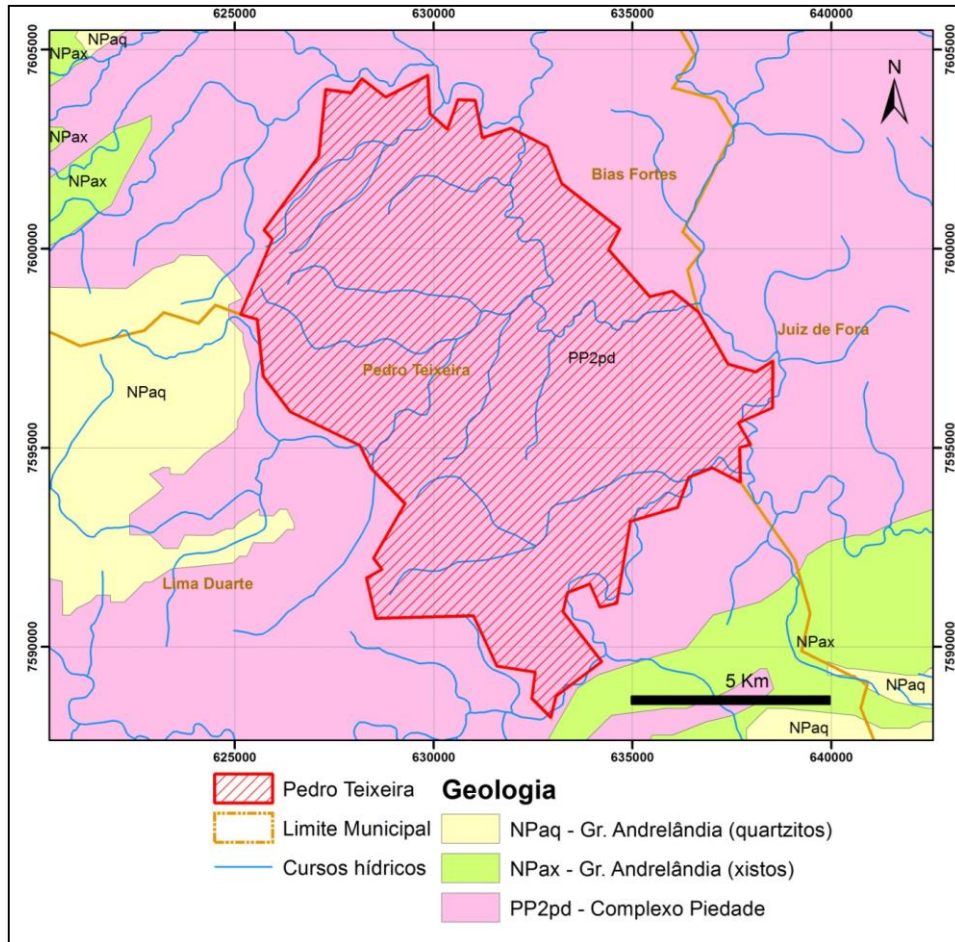 625000 630000 635000 640000
7605000 7605000
NPaq
NPax
N
NPax
NPax
Bias Fortes
7600000 7600000
Juiz de Fora
PP2pd
Pedro Teixeira
NPaq
7595000 7595000
Lima Duarte
7590000 7590000
NPax
5 Km
NPaq
NPaq
625000 630000 635000 640000
Pedro Teixeira
Limite Municipal
Cursos hídricos
Geologia
NPaq - Gr. Andrelândia (quartzitos)
NPax - Gr. Andrelândia (xistos)
PP2pd - Complexo Piedade